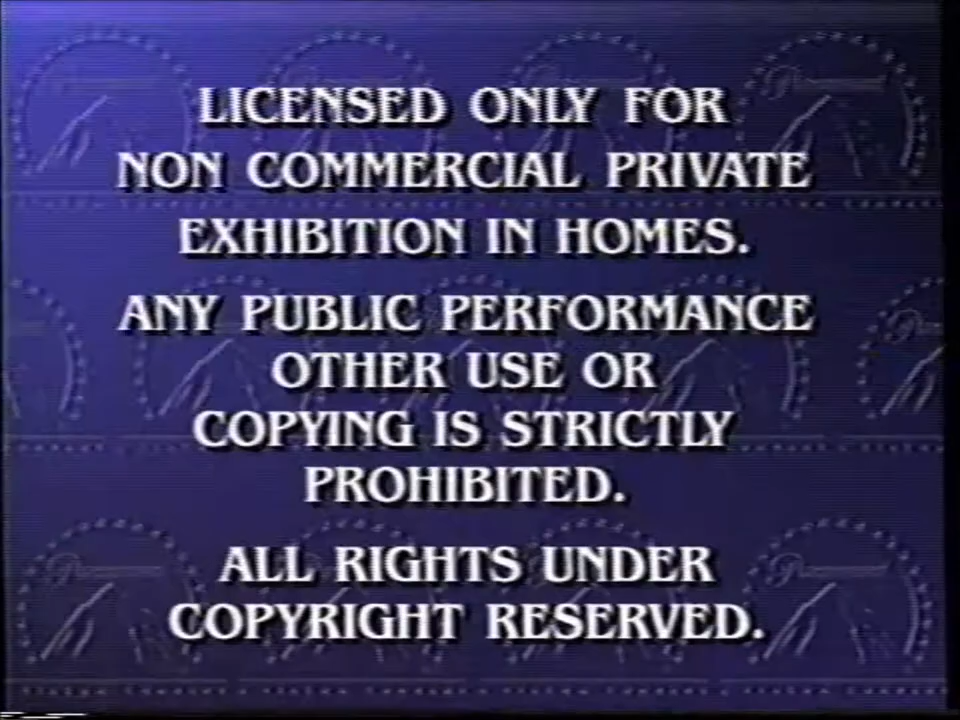 LICENSED ONLY FOR
NON COMMERCIAL PRIVATE
EXHIBITION IN HOMES.
ANY PUBLIC PERFORMANCE
OTHER USE OR
COPYING IS STRICTLY
PROHIBITED.
ALL RIGHTS UNDER
COPYRIGHT RESERVED.